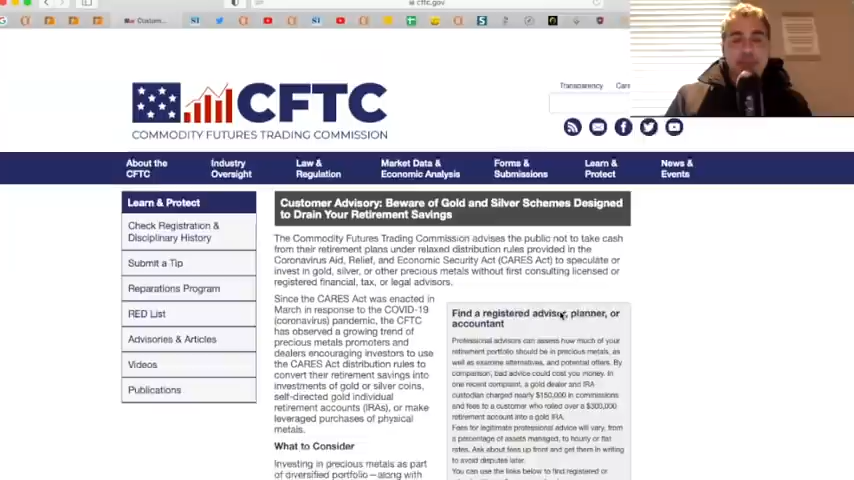 cftc.gov
Custom...
CFTC
COMMODITY FUTURES TRADING COMMISSION
Transparency
About the
CFTC
Industry
Oversight
Law &
Regulation
Market Data &
Economic Analysis
Forms &
Submissions
Learn &
Protect
News &
Events
Learn & Protect
Check Registration &
Disciplinary History
Submit a Tip
Reparations Program
RED List
Advisories & Articles
Videos
Publications
Customer Advisory: Beware of Gold and Silver Schemes Designed
to Drain Your Retirement Savings
The Commodity Futures Trading Commission advises the public not to take cash
from their retirement plans under relaxed distribution rules provided in the
Coronavirus Aid, Relief, and Economic Security Act (CARES Act) to speculate or
invest in gold, silver, or other precious metals without first consulting licensed or
registered financial, tax, or legal advisors.
Since the CARES Act was enacted in
March in response to the COVID-19
(coronavirus) pandemic, the CFTC
has observed a growing trend of
precious metals promoters and
dealers encouraging investors to use
the CARES Act distribution rules to
convert their retirement savings into
investments of gold or silver coins,
self-directed gold individual
retirement accounts (IRAs), or make
leveraged purchases of physical
metals.
What to Consider
Investing in precious metals as part
of diversified portfolio—along with
Find a registered advisor, planner, or
accountant
Professional advisors can assess how much of your
retirement portfolio should be in precious metals, as
well as examine alternatives, and potential offers. By
comparison, bad advice could cost you money. In
one recent complaint, a gold dealer and IRA
custodian charged nearly $150,000 in commissions
and fees to a customer who rolled over a $300,000
retirement account into a gold IRA.
Fees for legitimate professional advice will vary, from
a percentage of assets managed, to hourly or flat
rates. Ask about fees up front and get them in writing
to avoid disputes later.
You can use the links below to find registered or